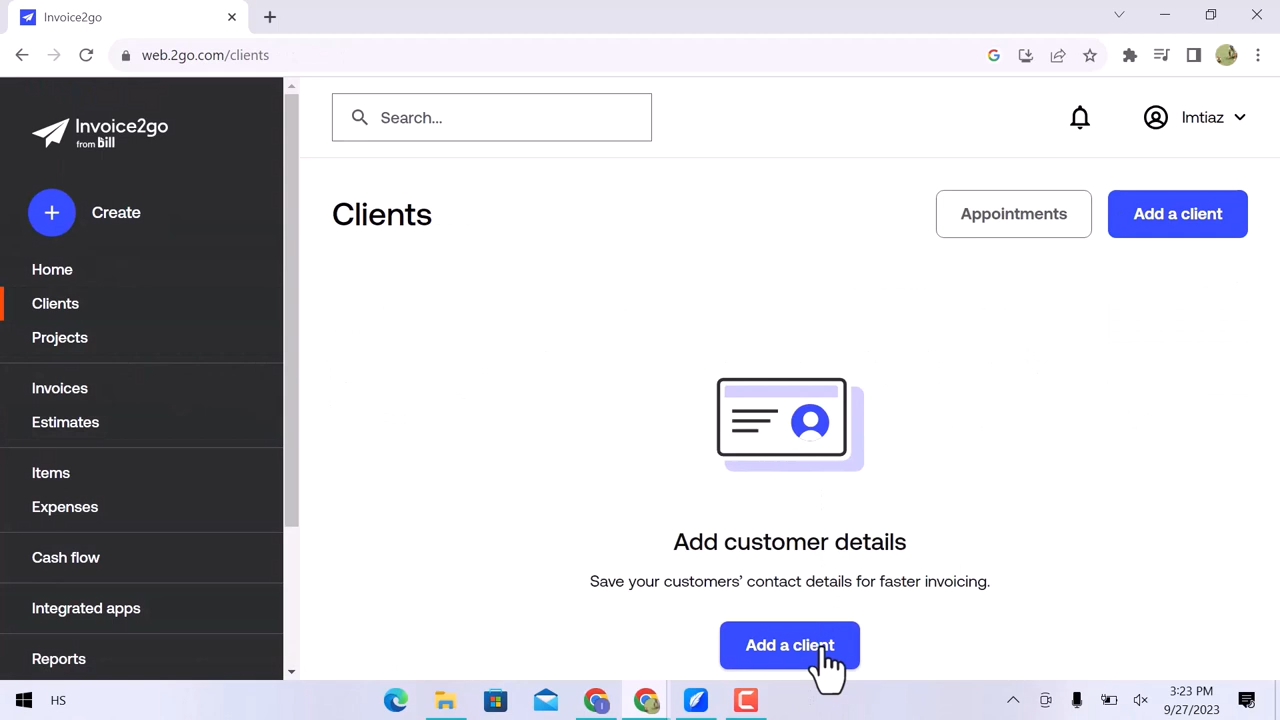 Invoice2go
web.2go.com/clients
Invoice2go
from Bill
Search...
Imtiaz
Create
Clients
Appointments
Add a client
Home
Clients
Projects
Invoices
Estimates
Items
Expenses
Cash flow
Integrated apps
Reports
Add customer details
Save your customers’ contact details for faster invoicing.
Add a client
HS
3:23 PM
9/27/2023